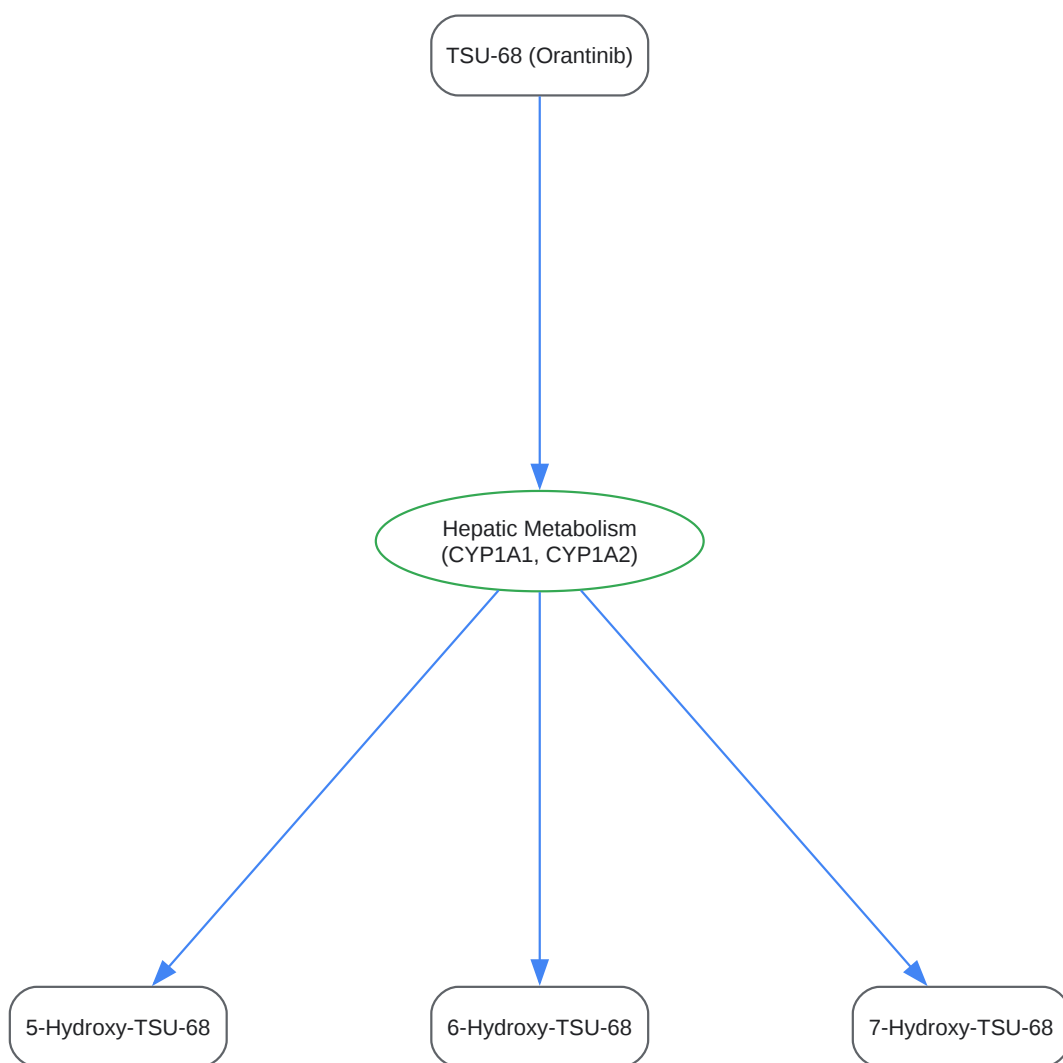 TSU-68 (Orantinib)
Hepatic Metabolism
(CYP1A1, CYP1A2)
5-Hydroxy-TSU-68
6-Hydroxy-TSU-68
7-Hydroxy-TSU-68